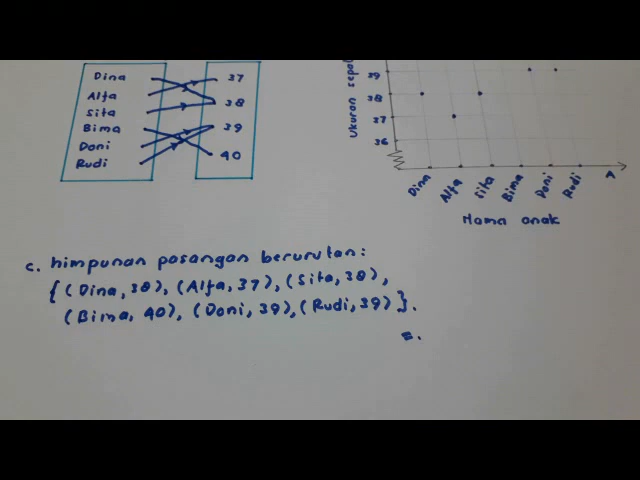 Dina
Alfa
Sita
Bima
Doni
Rudi
37
38
39
40
Ukuran
39
38
37
36
Dina
Alfa
Sita
Bima
Doni
Rudi
A
Nama anak
c. himpunan pasangan berurutan:
{(Dina, 38), (Alfa, 37), (Sita, 38),
(Bima, 40), (Doni, 39), (Rudi, 39)}.